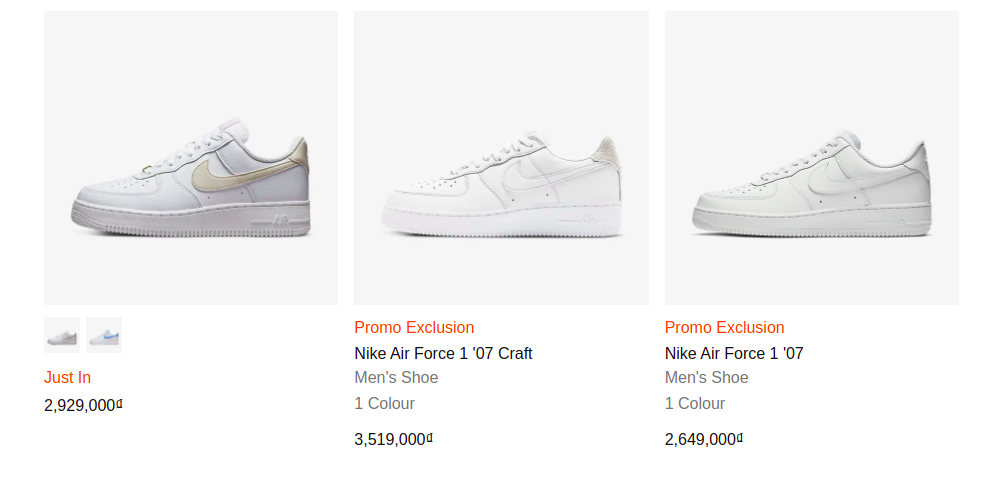 Just In
2,929,000₫
Promo Exclusion
Nike Air Force 1 '07 Craft
Men's Shoe
1 Colour
3,519,000₫
Promo Exclusion
Nike Air Force 1 '07
Men's Shoe
1 Colour
2,649,000₫